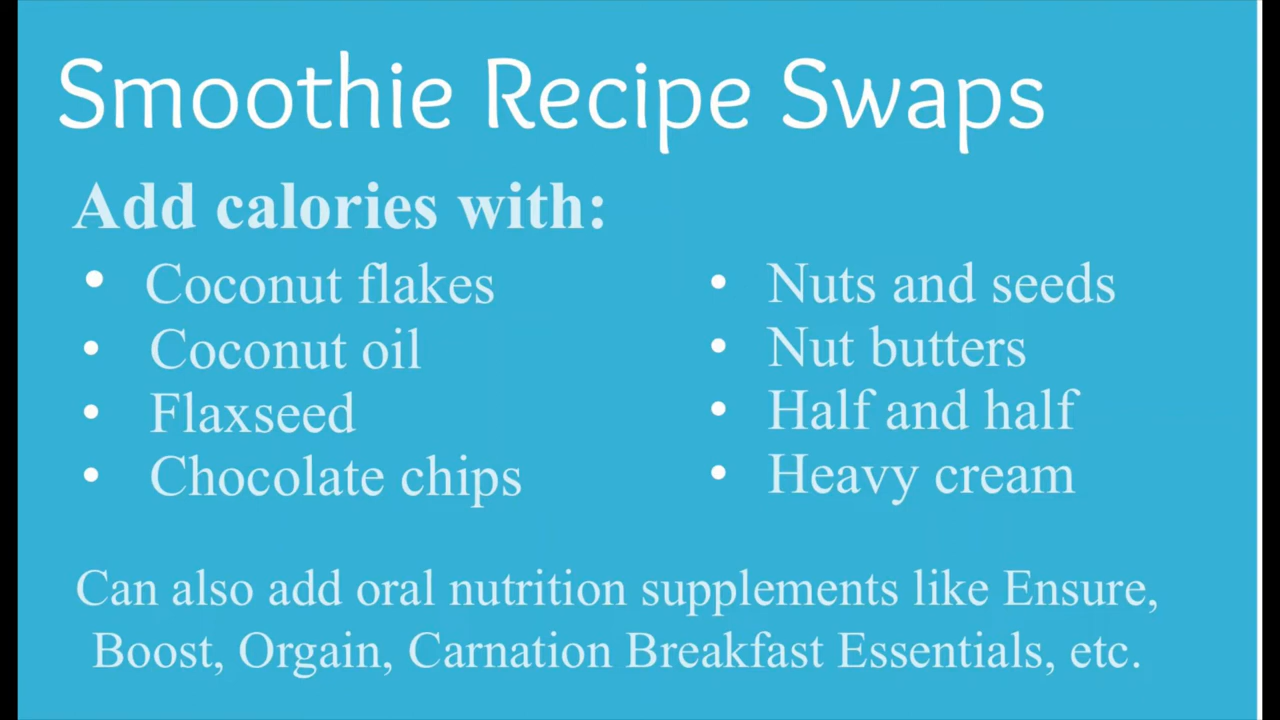 Smoothie Recipe Swaps
Add calories with:
• Coconut flakes
• Coconut oil
• Flaxseed
• Chocolate chips
• Nuts and seeds
• Nut butters
• Half and half
• Heavy cream
Can also add oral nutrition supplements like Ensure,
Boost, Orgain, Carnation Breakfast Essentials, etc.